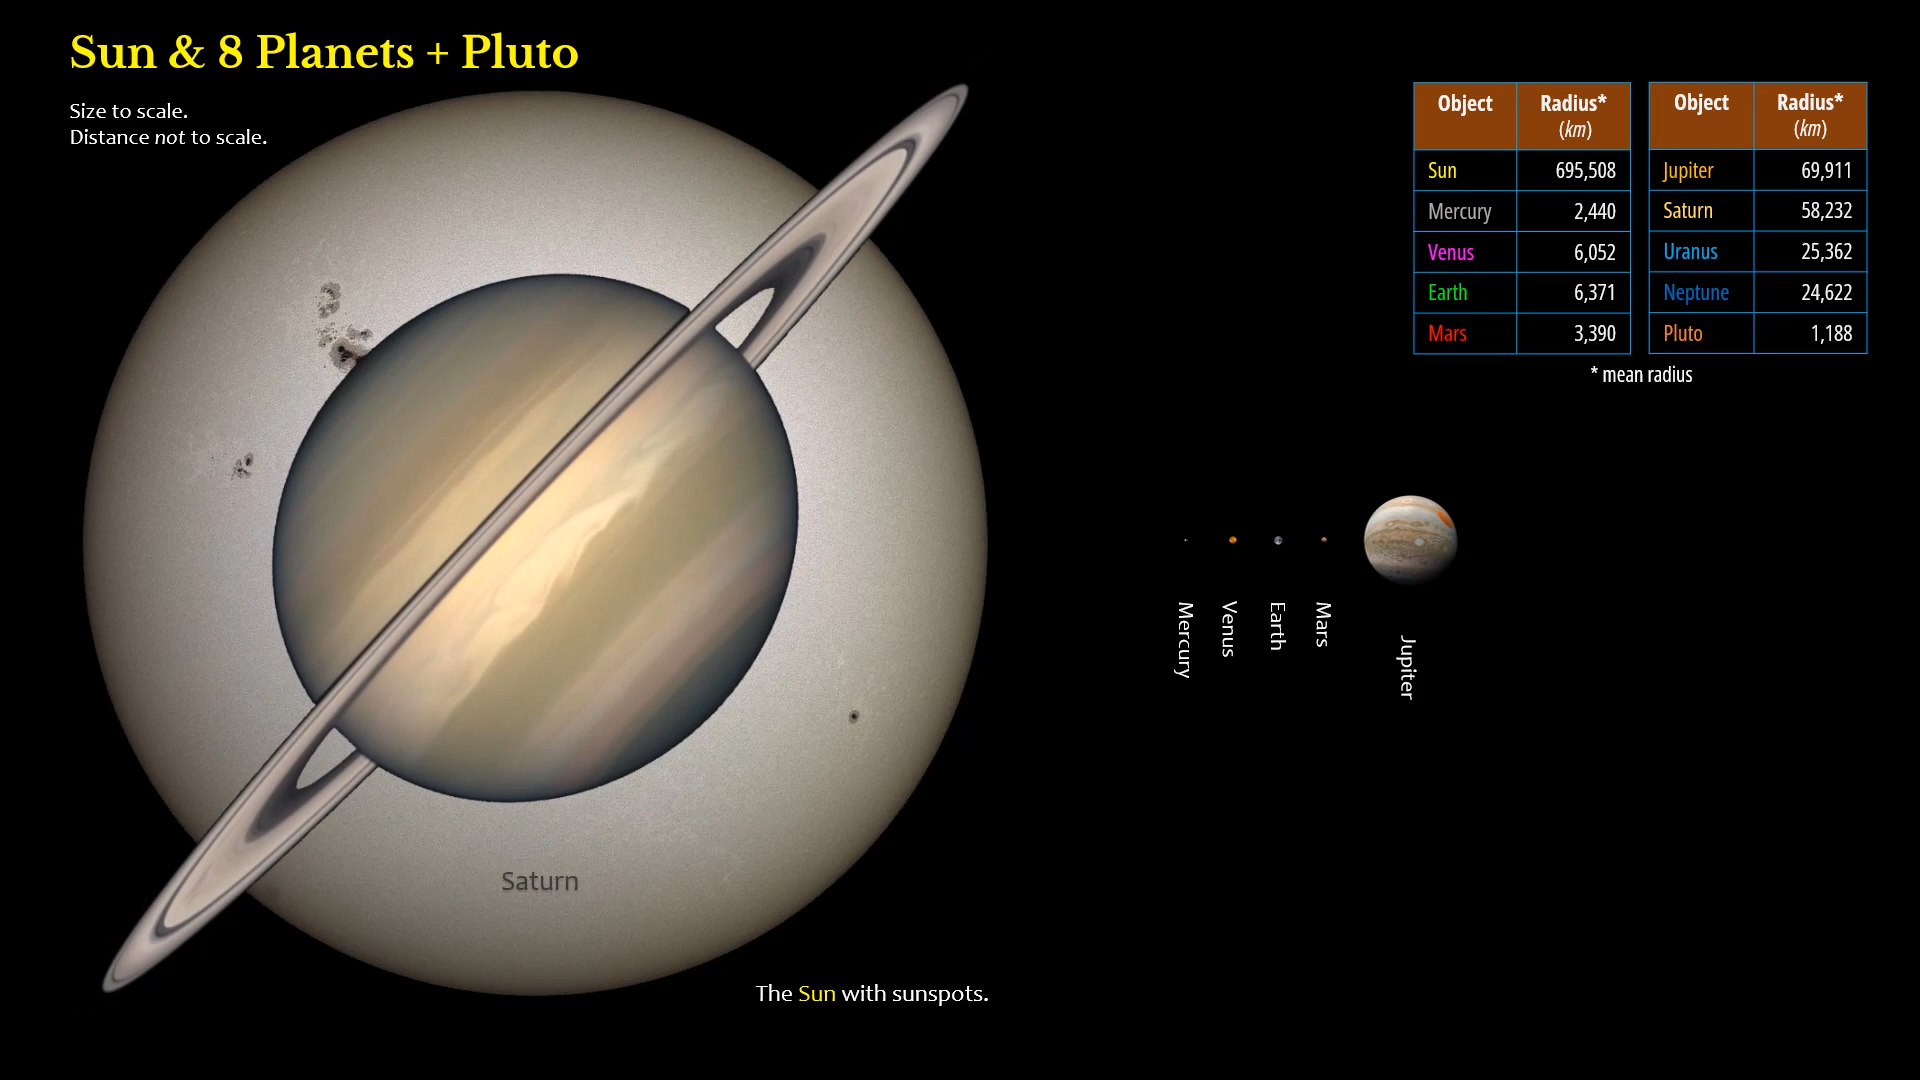 Sun & 8 Planets + Pluto
Size to scale.
Distance not to scale.
Object Radius* (km)
Sun 695,508
Mercury 2,440
Venus 6,052
Earth 6,371
Mars 3,390
Object Radius* (km)
Jupiter 69,911
Saturn 58,232
Uranus 25,362
Neptune 24,622
Pluto 1,188
* mean radius
Mercury
Venus
Earth
Mars
Jupiter
Saturn
The Sun with sunspots.